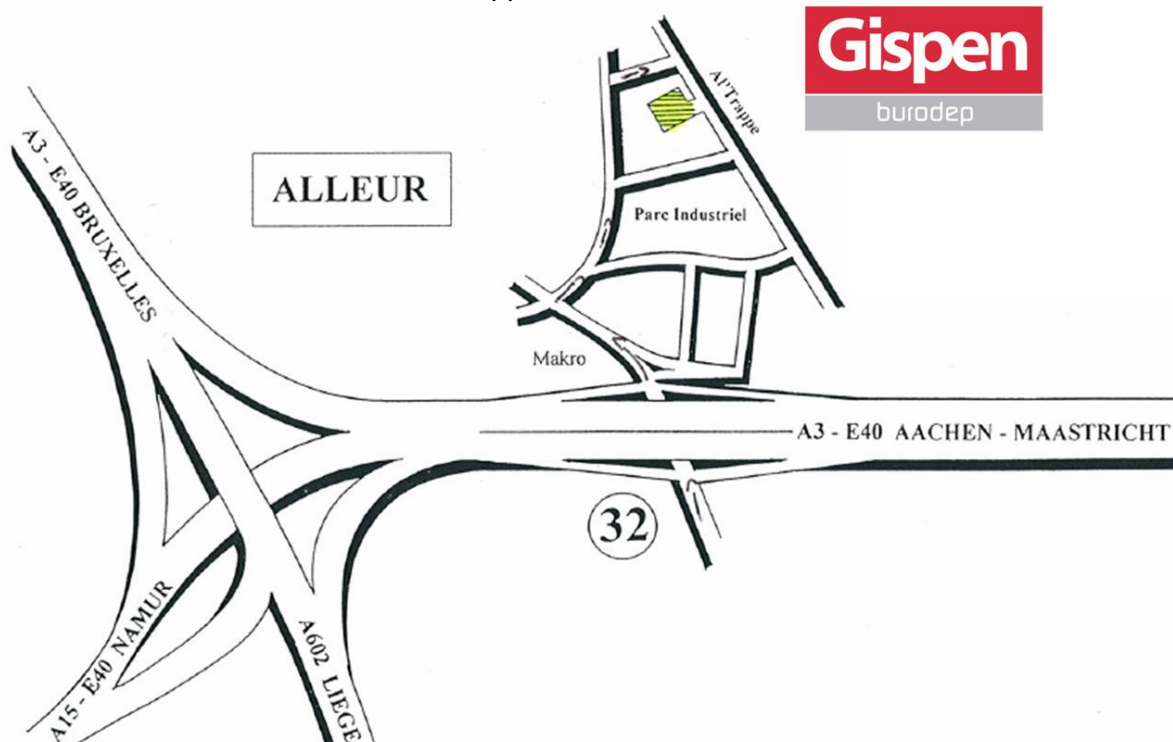 Gispen
burodep
Al'Trappe
A3 - E40 BRUXELLES
ALLEUR
Parc Industriel
Makro
A3 - E40 AACHEN - MAASTRICHT
32
A15 - E40 NAMUR
A602 LIEGE